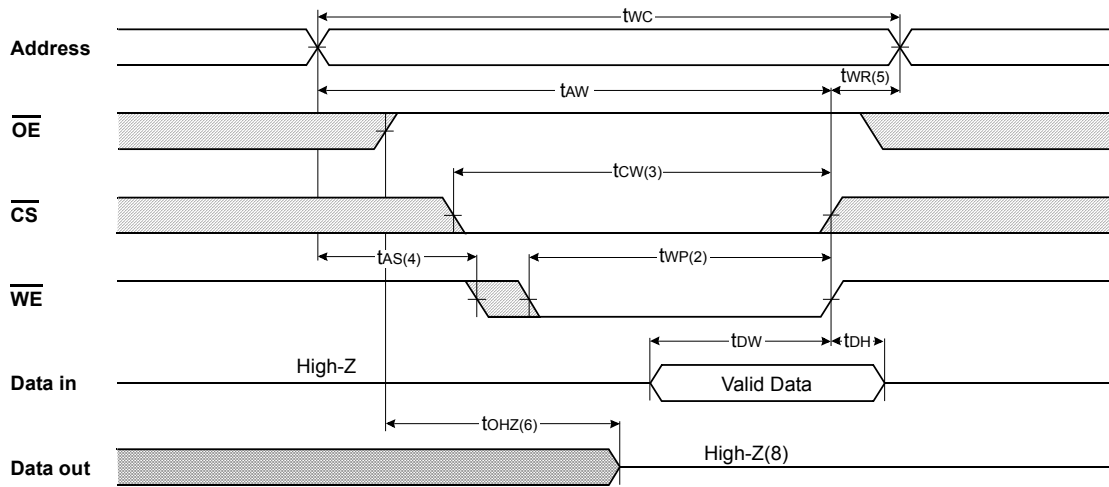 tWC
Address
tWR(5)
tAW
OE
tCW(3)
CS
tAS(4)
tWP(2)
WE
tDW
tDH
High-Z
Data in
Valid Data
tOHZ(6)
High-Z(8)
Data out